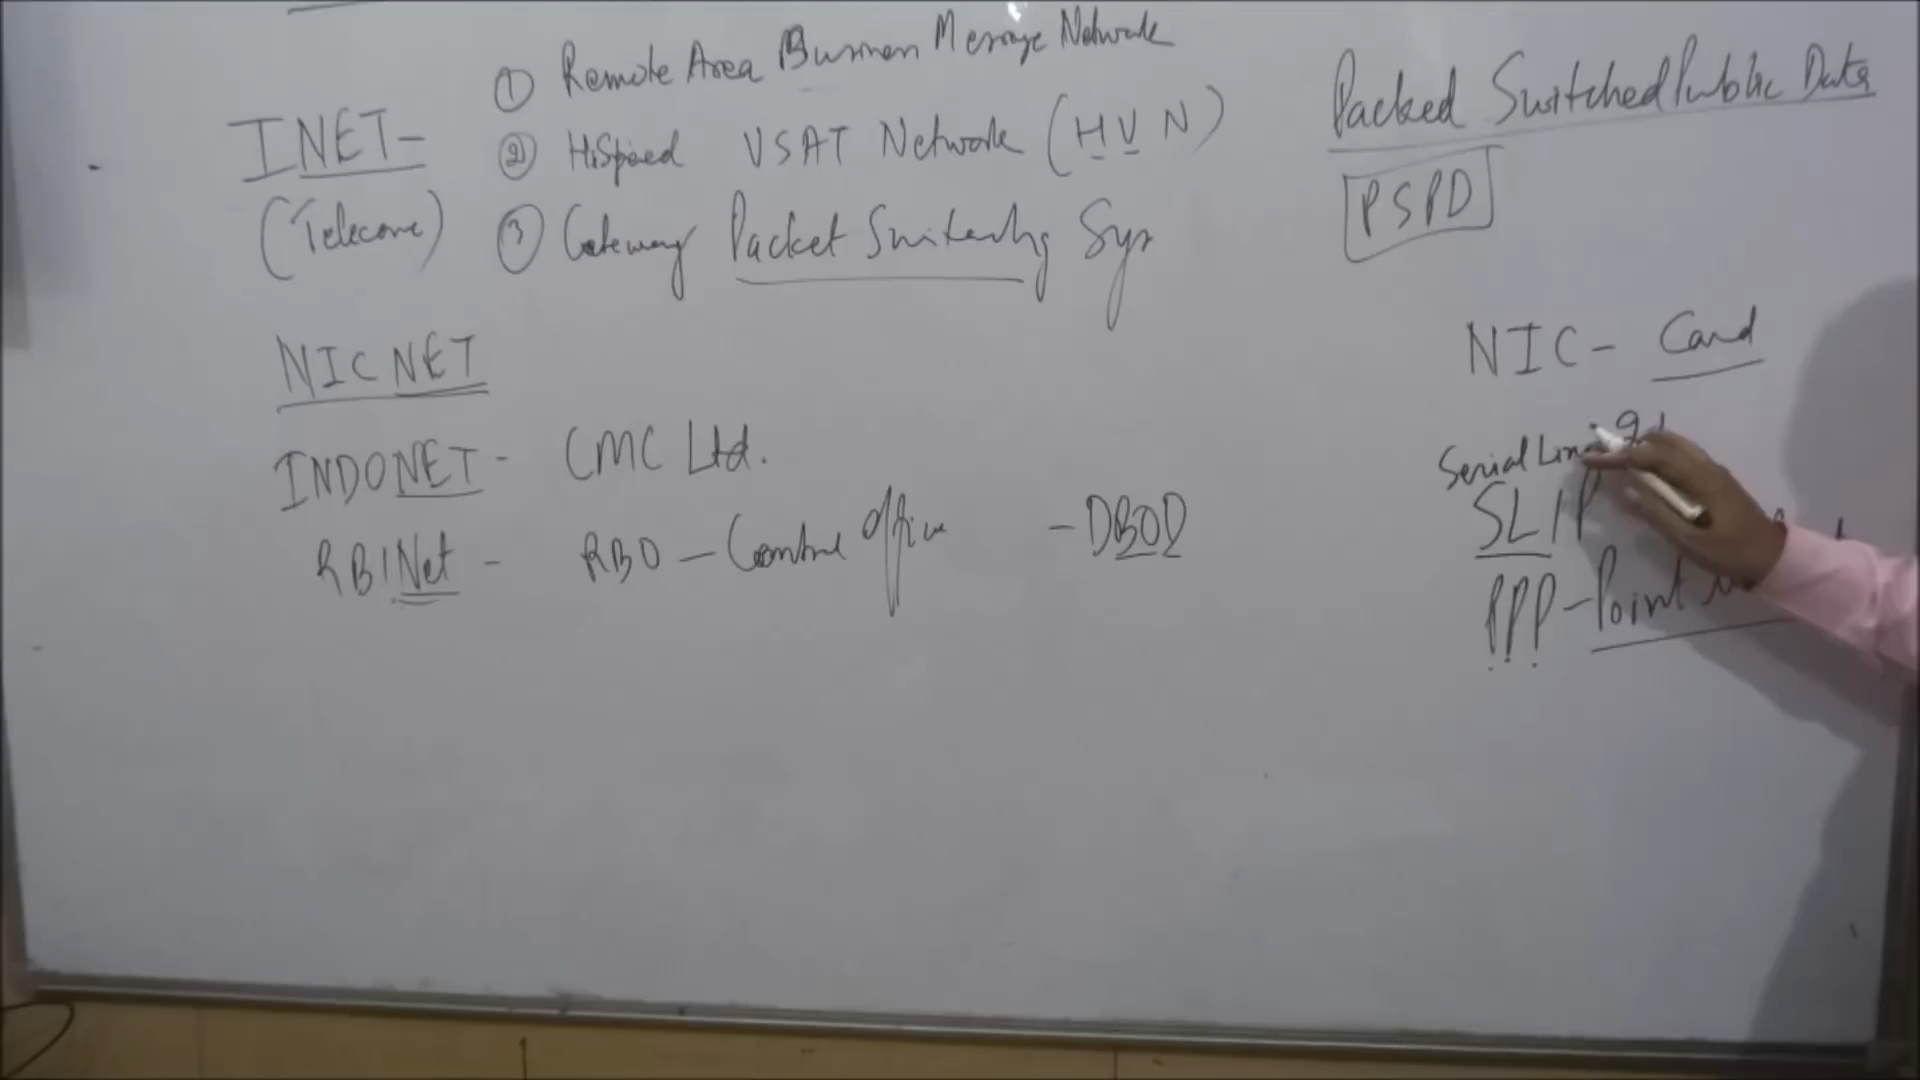 ① Remote Area Business Message Network
INET-
② HiSpeed VSAT Network (HVN)
(Telecom)
③ Gateway Packet Switching Sys
Packed Switched Public Data
PSPD
NICNET
INDONET - CMC Ltd.
RBINet - RBO - Central Office - DBOD
NIC - Card
Serial Line
SLIP
PPP - Point